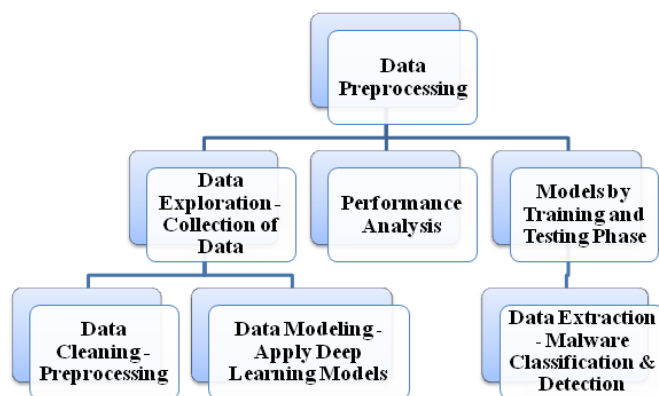 Data
Preprocessing
Data
Exploration-
Collection of
Data
Performance
Analysis
Models by
Training and
Testing Phase
Data
Cleaning-
Preprocessing
Data Modeling-
Apply Deep
Learning Models
Data Extraction
- Malware
Classification &
Detection